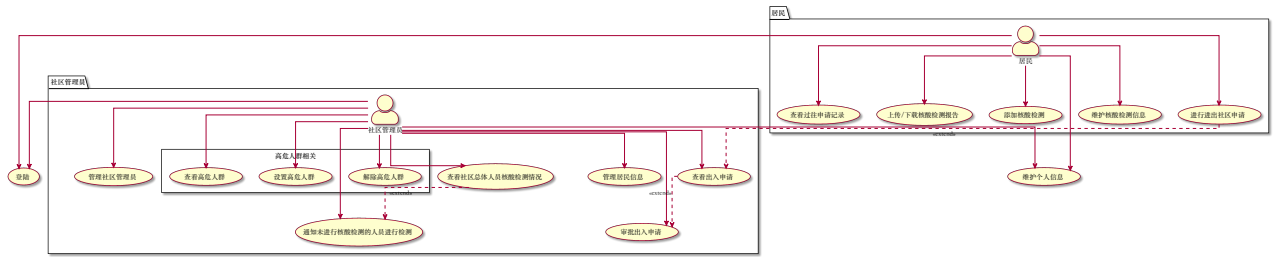 居民
居民
社区管理员
查看过往申请记录
上传/下载核酸检测报告
添加核酸检测
维护核酸检测信息
进行进出社区申请
社区管理员
«extends»
高危人群相关
登陆
管理社区管理员
查看高危人群
设置高危人群
解除高危人群
查看社区总体人员核酸检测情况
管理居民信息
查看出入申请
维护个人信息
«extends»
«extends»
通知未进行核酸检测的人员进行检测
审批出入申请